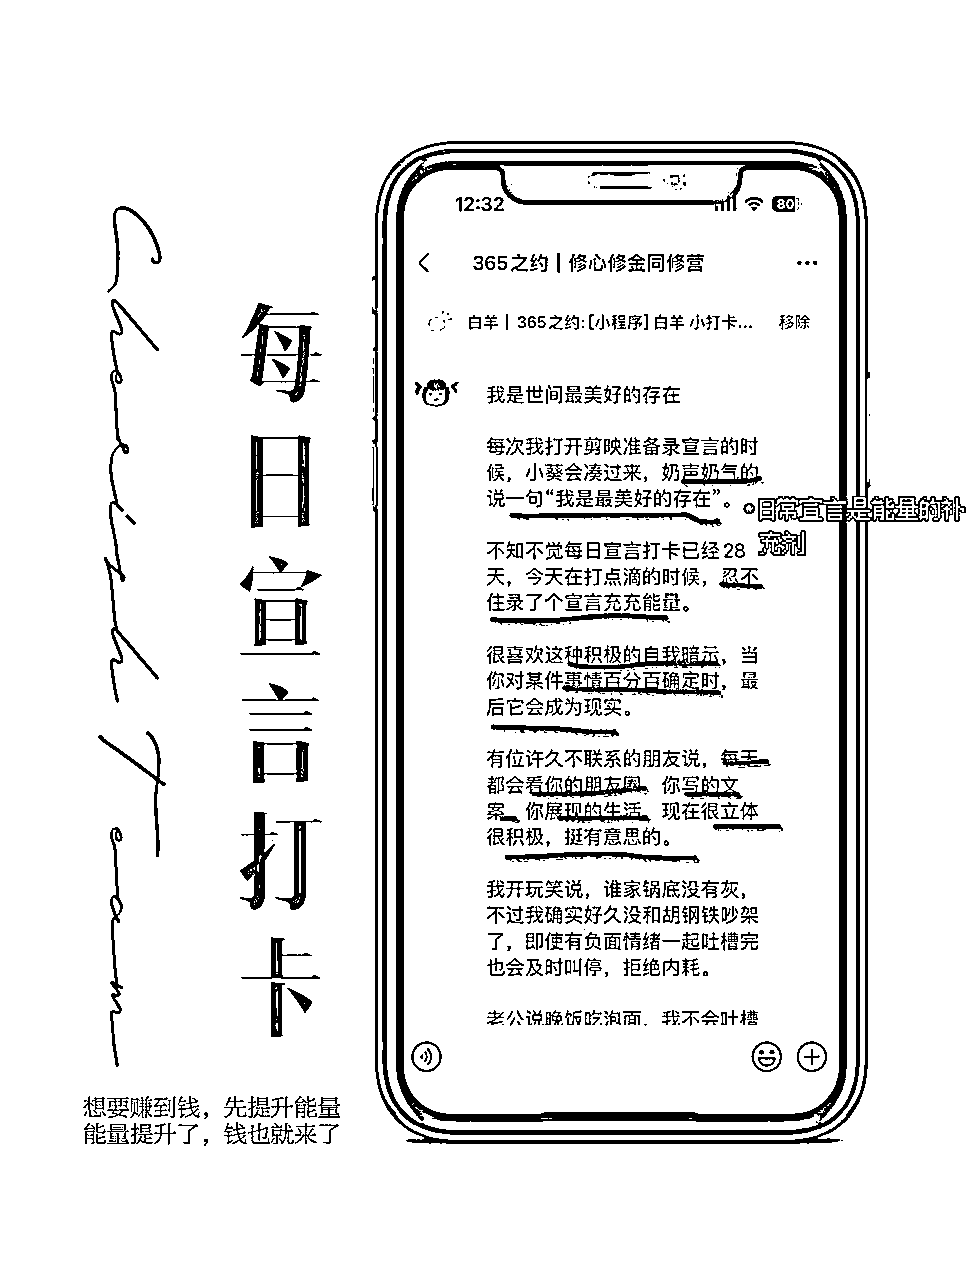 每日宣言打卡
想要赚到钱，先提升能量
能量提升了，钱也就来了
12:32
80
365之约 | 修心修金同修营
白羊 | 365之约:[小程序] 白羊 小打卡...
移除
我是世间最美好的存在
每次我打开剪映准备录宣言的时
候，小葵会凑过来，奶声奶气的
说一句“我是最美好的存在”。
日常宣言是能量的补
充剂
不知不觉每日宣言打卡已经 28
天，今天在打点滴的时候，忍不
住录了个宣言充充能量。
很喜欢这种积极的自我暗示，当
你对某件事情百分百确定时，最
后它会成为现实。
有位许久不联系的朋友说，每天
都会看你的朋友圈，你写的文
案、你展现的生活，现在很立体
很积极，挺有意思的。
我开玩笑说，谁家锅底没有灰，
不过我确实好久没和胡钢铁吵架
了，即使有负面情绪一起吐槽完
也会及时叫停，拒绝内耗。
老公说晚饭吃泡面，我不会吐槽